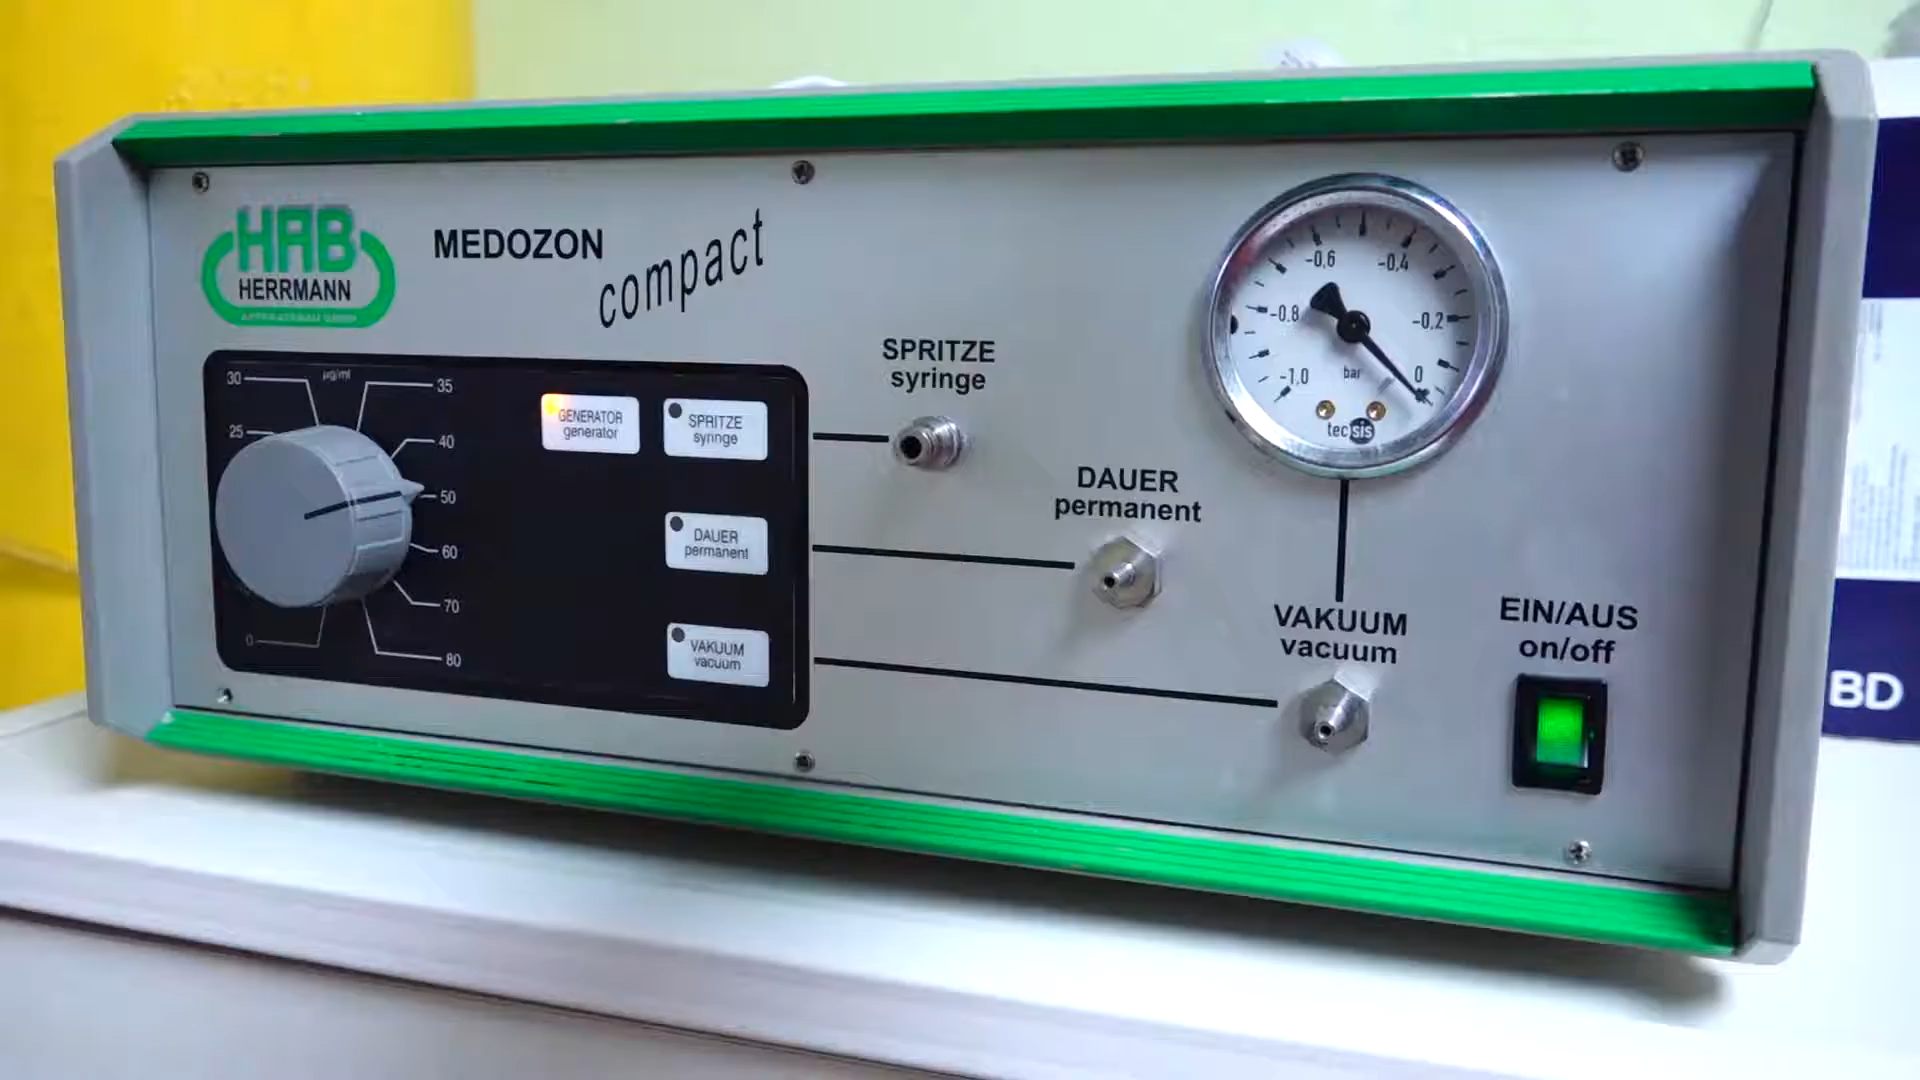 HAB
HERRMANN
APPARATEBAU GMBH
MEDOZON
compact
µg/ml
30
35
25
40
50
60
70
80
0
GENERATOR
generator
SPRITZE
syringe
DAUER
permanent
VAKUUM
vacuum
SPRITZE
syringe
DAUER
permanent
VAKUUM
vacuum
-0,6
-0,4
-0,8
-0,2
-1,0
bar
0
tecsis
EIN/AUS
on/off
BD